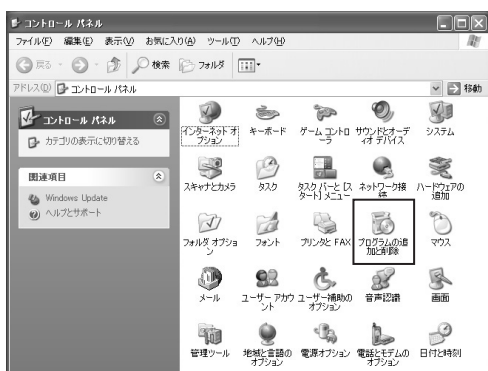 コントロール パネル
ファイル(F) 編集(E) 表示(V) お気に入り(A) ツール(T) ヘルプ(H)
戻る 検索 フォルダ
アドレス(D) コントロール パネル 移動
コントロール パネル
カテゴリの表示に切り替える
関連項目
Windows Update
ヘルプとサポート
インターネット オ
プション
キーボード
ゲーム コントロ
ーラ
サウンドとオーデ
ィオ デバイス
システム
スキャナとカメラ
タスク
タスク バーと [ス
タート] メニュー
ネットワーク接
続
ハードウェアの
追加
フォルダ オプショ
ン
フォント
プリンタと FAX
プログラムの追
加と削除
マウス
メール
ユーザー アカウ
ント
ユーザー補助の
オプション
音声認識
画面
管理ツール
地域と言語の
オプション
電源オプション
電話とモデムの
オプション
日付と時刻